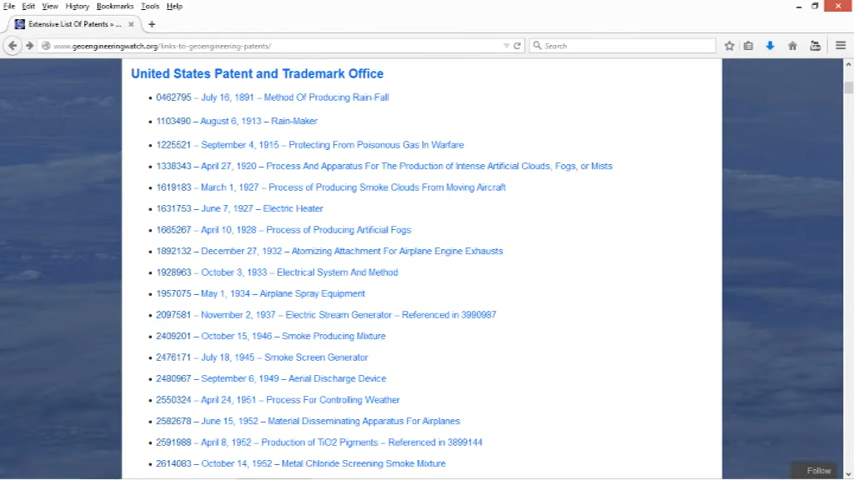 File Edit View History Bookmarks Tools Help
Extensive List Of Patents » ... × +
www.geoengineeringwatch.org/links-to-geoengineering-patents/ Search
United States Patent and Trademark Office
• 0462795 – July 16, 1891 – Method Of Producing Rain-Fall
• 1103490 – August 6, 1913 – Rain-Maker
• 1225521 – September 4, 1915 – Protecting From Poisonous Gas In Warfare
• 1338343 – April 27, 1920 – Process And Apparatus For The Production of Intense Artificial Clouds, Fogs, or Mists
• 1619183 – March 1, 1927 – Process of Producing Smoke Clouds From Moving Aircraft
• 1631753 – June 7, 1927 – Electric Heater
• 1665267 – April 10, 1928 – Process of Producing Artificial Fogs
• 1892132 – December 27, 1932 – Atomizing Attachment For Airplane Engine Exhausts
• 1928963 – October 3, 1933 – Electrical System And Method
• 1957075 – May 1, 1934 – Airplane Spray Equipment
• 2097581 – November 2, 1937 – Electric Stream Generator – Referenced in 3990987
• 2409201 – October 15, 1946 – Smoke Producing Mixture
• 2476171 – July 18, 1945 – Smoke Screen Generator
• 2480967 – September 6, 1949 – Aerial Discharge Device
• 2550324 – April 24, 1951 – Process For Controlling Weather
• 2582678 – June 15, 1952 – Material Disseminating Apparatus For Airplanes
• 2591988 – April 8, 1952 – Production of TiO2 Pigments – Referenced in 3899144
• 2614083 – October 14, 1952 – Metal Chloride Screening Smoke Mixture
Follow